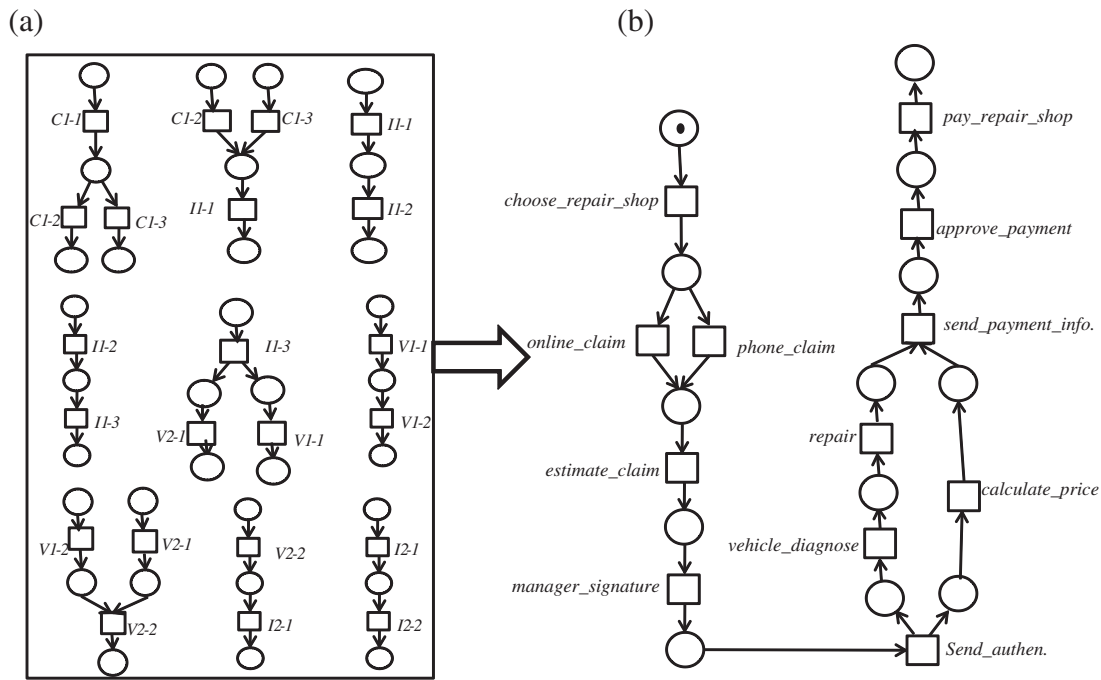 (a)
C1-1
C1-2
C1-3
C1-2
C1-3
I1-1
I1-1
I1-2
I1-2
I1-3
I1-3
V2-1
V1-1
V1-1
V1-2
V1-2
V2-1
V2-2
V2-2
I2-1
I2-1
I2-2
(b)
choose_repair_shop
online_claim
phone_claim
estimate_claim
manager_signature
pay_repair_shop
approve_payment
send_payment_info.
repair
calculate_price
vehicle_diagnose
Send_authen.